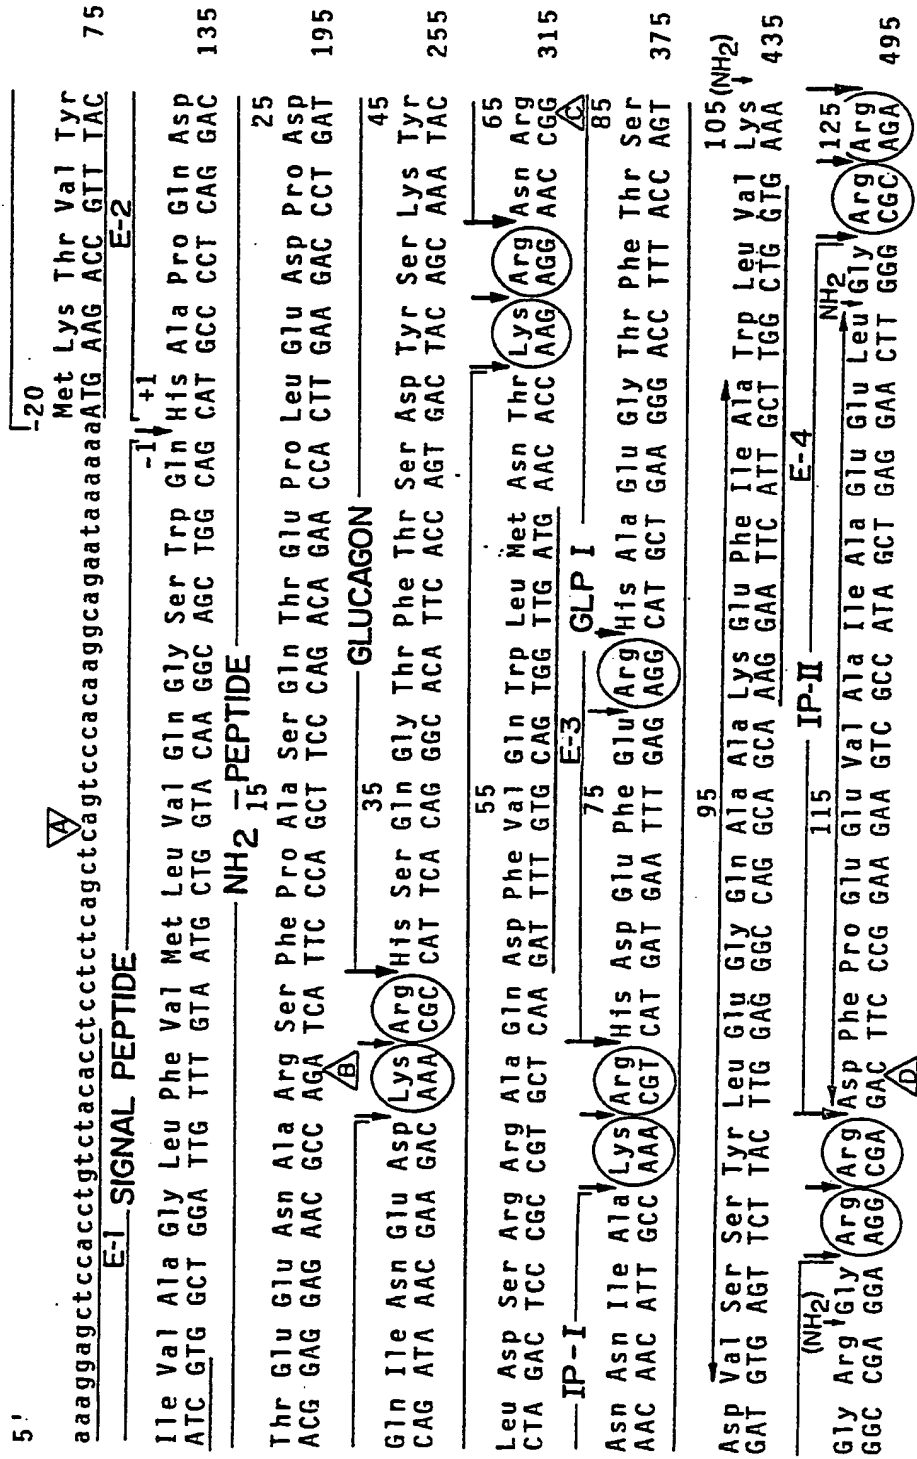 5'
A
-20
Met Lys Thr Val Tyr
aaaggagctccacctgtctacacctcctctcagctcagtcccacaaggcagaataaaaaaATG AAG ACC GTT TAC 75
E-1 SIGNAL PEPTIDE E-2
-1 +1
Ile Val Ala Gly Leu Phe Val Met Leu Val Gln Gly Ser Trp Gln His Ala Pro Gln Asp
ATC GTG GCT GGA TTG TTT GTA ATG CTG GTA CAA GGC AGC TGG CAG CAT GCC CCT CAG GAC 135
NH2-PEPTIDE
15 25
Thr Glu Glu Asn Ala Arg Ser Phe Pro Ala Ser Gln Thr Glu Pro Leu Glu Asp Pro Asp
ACG GAG GAG AAC GCC AGA TCA TTC CCA GCT TCC CAG ACA GAA CCA CTT GAA GAC CCT GAT 195
B
GLUCAGON
35 45
Gln Ile Asn Glu Asp Lys Arg His Ser Gln Gly Thr Phe Thr Ser Asp Tyr Ser Lys Tyr
CAG ATA AAC GAA GAC AAA CGC CAT TCA CAG GGC ACA TTC ACC AGT GAC TAC AGC AAA TAC 255
55 65
Leu Asp Ser Arg Arg Ala Gln Asp Phe Val Gln Trp Leu Met Asn Thr Lys Arg Asn Arg
CTA GAC TCC CGC CGT GCT CAA GAT TTT GTG CAG TGG TTG ATG AAC ACC AAG AGG AAC CGG 315
C
IP-I E-3 GLP I
75 85
Asn Asn Ile Ala Lys Arg His Asp Glu Phe Glu Arg His Ala Glu Gly Thr Phe Thr Ser
AAC AAC ATT GCC AAA CGT CAT GAT GAA TTT GAG AGG CAT GCT GAA GGG ACC TTT ACC AGT 375
95 105 (NH2)
Asp Val Ser Ser Tyr Leu Glu Gly Gln Ala Ala Lys Glu Phe Ile Ala Trp Leu Val Lys
GAT GTG AGT TCT TAC TTG GAG GGC CAG GCA GCA AAG GAA TTC ATT GCT TGG CTG GTG AAA 435
E-4
IP-II
(NH2) 115 NH2 125
Gly Arg Gly Arg Arg Asp Phe Pro Glu Glu Val Ala Ile Ala Glu Glu Leu Gly Arg Arg
GGC CGA GGA AGG CGA GAC TTC CCG GAA GAA GTC GCC ATA GCT GAG GAA CTT GGG CGC AGA 495
D